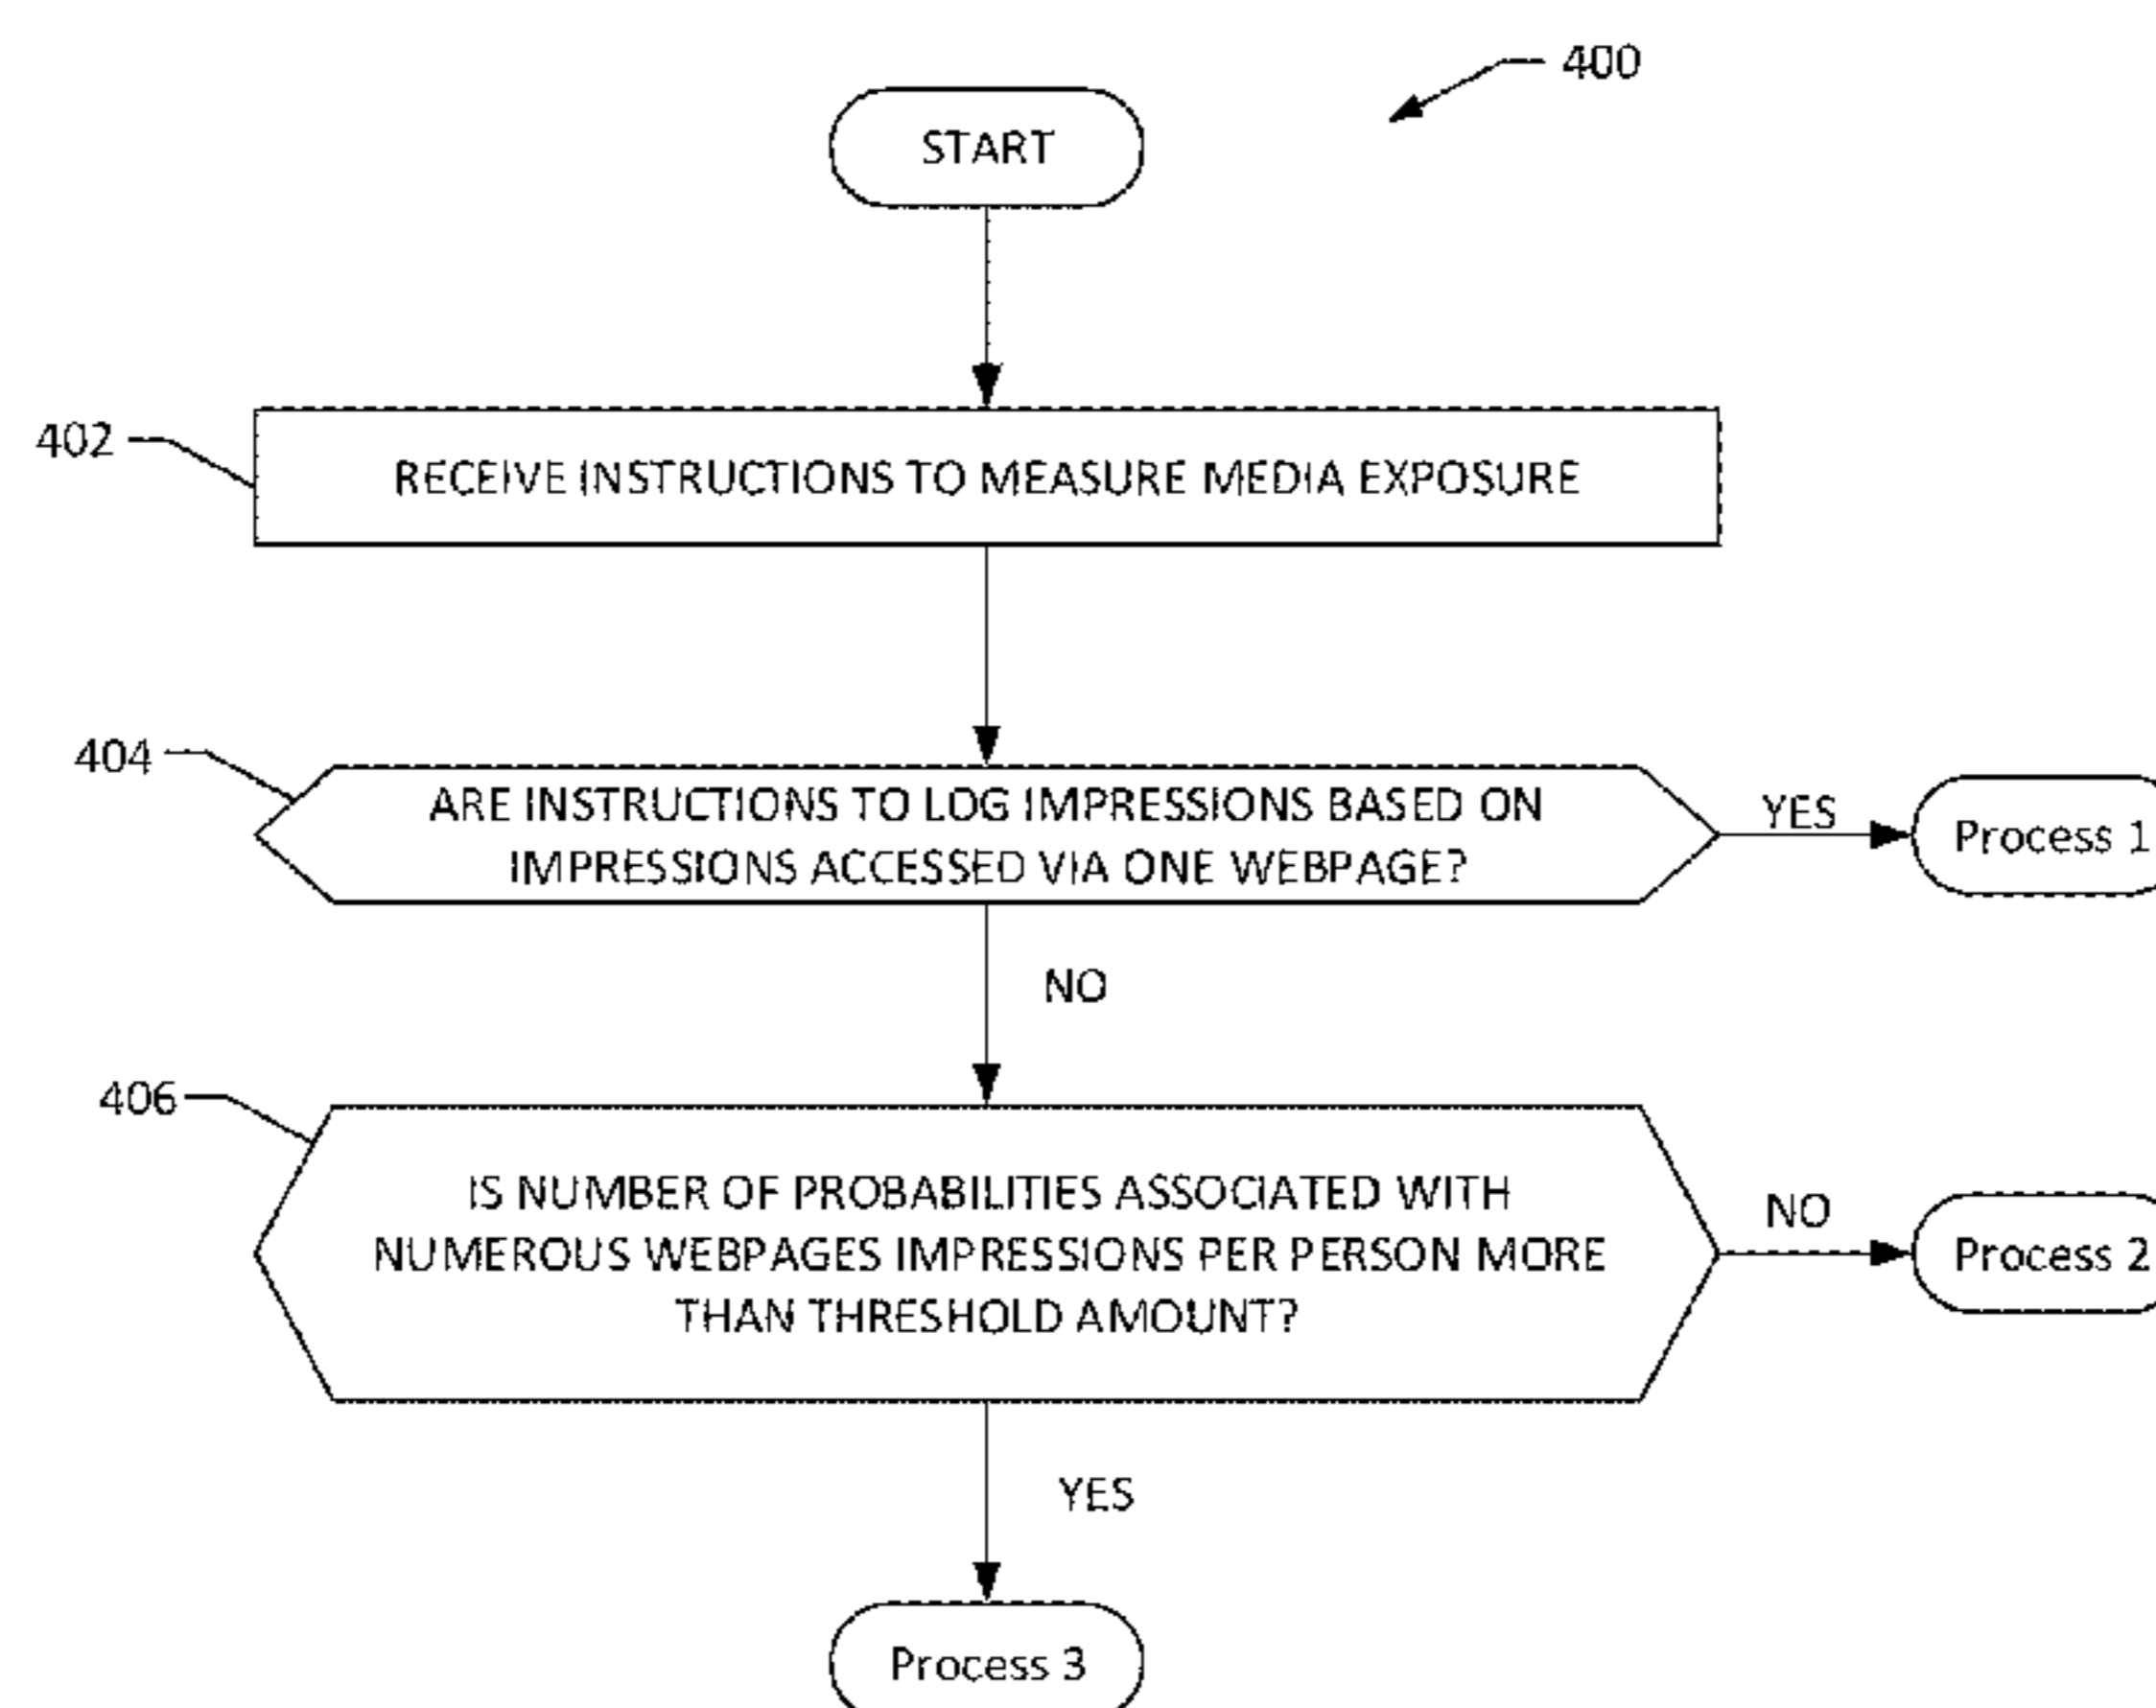 400
START
402
RECEIVE INSTRUCTIONS TO MEASURE MEDIA EXPOSURE
404
ARE INSTRUCTIONS TO LOG IMPRESSIONS BASED ON
IMPRESSIONS ACCESSED VIA ONE WEBPAGE?
YES
Process 1
NO
406
IS NUMBER OF PROBABILITIES ASSOCIATED WITH
NUMEROUS WEBPAGES IMPRESSIONS PER PERSON MORE
THAN THRESHOLD AMOUNT?
NO
Process 2
YES
Process 3